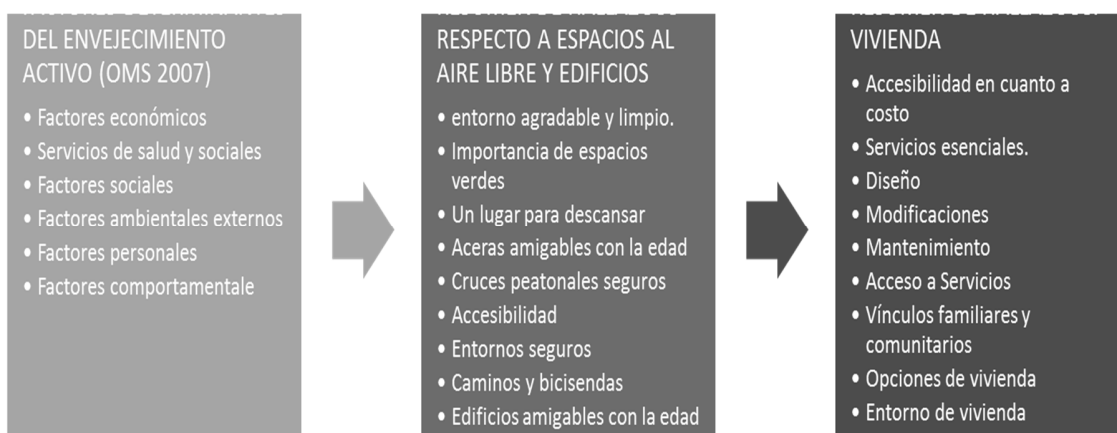 DEL ENVEJECIMIENTO
ACTIVO (OMS 2007)
• Factores económicos
• Servicios de salud y sociales
• Factores sociales
• Factores ambientales externos
• Factores personales
• Factores comportamentale
RESPECTO A ESPACIOS AL
AIRE LIBRE Y EDIFICIOS
• entorno agradable y limpio.
• Importancia de espacios
verdes
• Un lugar para descansar
• Aceras amigables con la edad
• Cruces peatonales seguros
• Accesibilidad
• Entornos seguros
• Caminos y bicisendas
• Edificios amigables con la edad
VIVIENDA
• Accesibilidad en cuanto a
costo
• Servicios esenciales.
• Diseño
• Modificaciones
• Mantenimiento
• Acceso a Servicios
• Vínculos familiares y
comunitarios
• Opciones de vivienda
• Entorno de vivienda